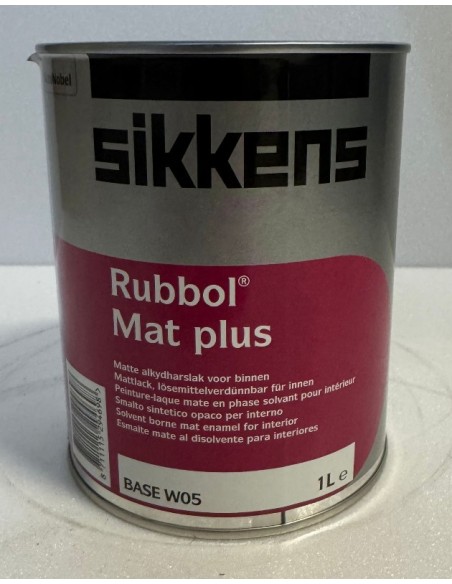 Nobel
sikkens
Rubbol®
Mat plus
Matte alkydharslak voor binnen
Mattlack, lösemittelverdünnbar für innen
Peinture-laque mate en phase solvant pour intérieur
Smalto sintetico opaco per interno
Solvent borne mat enamel for interior
Esmalte mate al disolvente para interiores
BASE W05
1L e